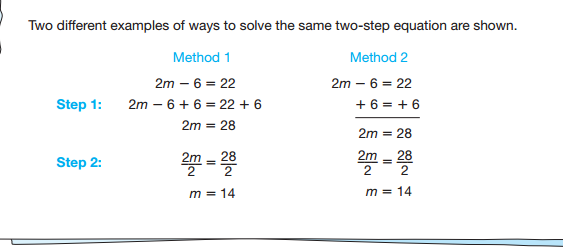 Two different examples of ways to solve the same two-step equation are shown.
Method 1 Method 2
2m − 6 = 22 2m − 6 = 22
Step 1: 2m − 6 + 6 = 22 + 6 + 6 = + 6
2m = 28 2m = 28
Step 2: 2m/2 = 28/2 2m/2 = 28/2
m = 14 m = 14